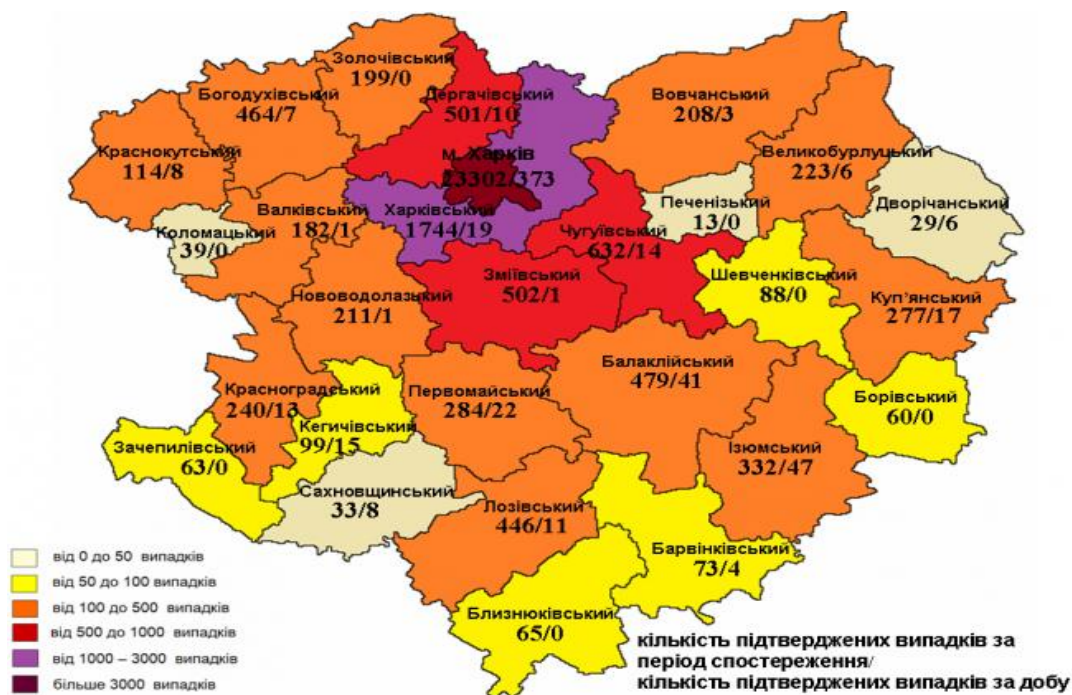 Золочівський
199/0
Богодухівський
464/7
Дергачівський
501/10
Вовчанський
208/3
Краснокутський
114/8
м. Харків
23302/373
Великобурлуцький
223/6
Печенізький
13/0
Дворічанський
29/6
Валківський
182/1
Харківський
1744/19
Коломацький
39/0
Чугуївський
632/14
Зміївський
502/1
Шевченківський
88/0
Нововодолазький
211/1
Куп'янський
277/17
Балаклійський
479/41
Красноградський
240/13
Первомайський
284/22
Борівський
60/0
Кегичівський
99/15
Зачепилівський
63/0
Ізюмський
332/47
Сахновщинський
33/8
Лозівський
446/11
Барвінківський
73/4
Близнюківський
65/0
від 0 до 50 випадків
від 50 до 100 випадків
від 100 до 500 випадків
від 500 до 1000 випадків
від 1000 – 3000 випадків
більше 3000 випадків
кількість підтверджених випадків за
період спостереження/
кількість підтверджених випадків за добу